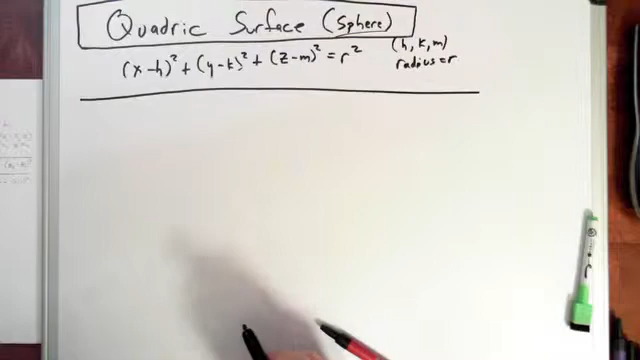 Quadric Surface (Sphere)
(x-h)² + (y-k)² + (z-m)² = r²
(h, k, m)
radius = r